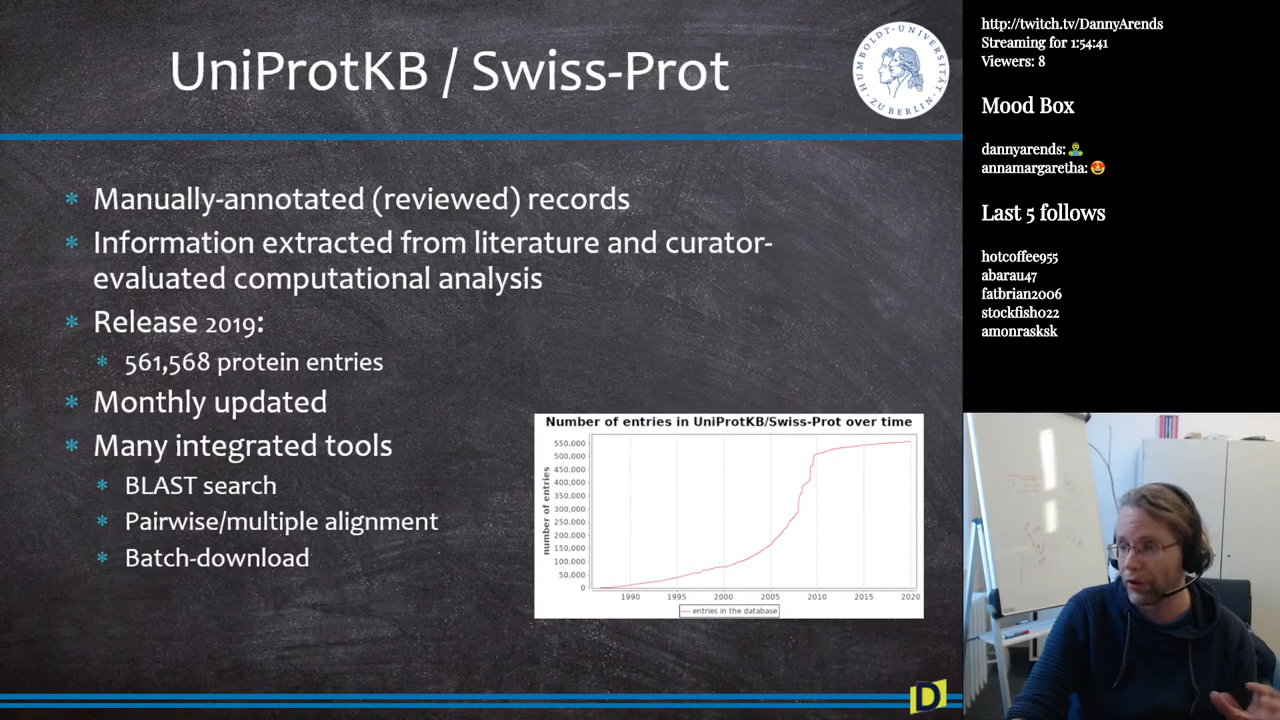 UniProtKB / Swiss-Prot
HUMBOLDT-UNIVERSITÄT ZU BERLIN
* Manually-annotated (reviewed) records
* Information extracted from literature and curator-
evaluated computational analysis
* Release 2019:
* 561,568 protein entries
* Monthly updated
* Many integrated tools
* BLAST search
* Pairwise/multiple alignment
* Batch-download
Number of entries in UniProtKB/Swiss-Prot over time
number of entries
550,000
500,000
450,000
400,000
350,000
300,000
250,000
200,000
150,000
100,000
50,000
0
1990 1995 2000 2005 2010 2015 2020
entries in the database
D
http://twitch.tv/DannyArends
Streaming for 1:54:41
Viewers: 8
Mood Box
dannyarends: 🧟‍♂️
annamargaretha: 😍
Last 5 follows
hotcoffee955
abarau47
fatbrian2006
stockfish022
amonrasksk